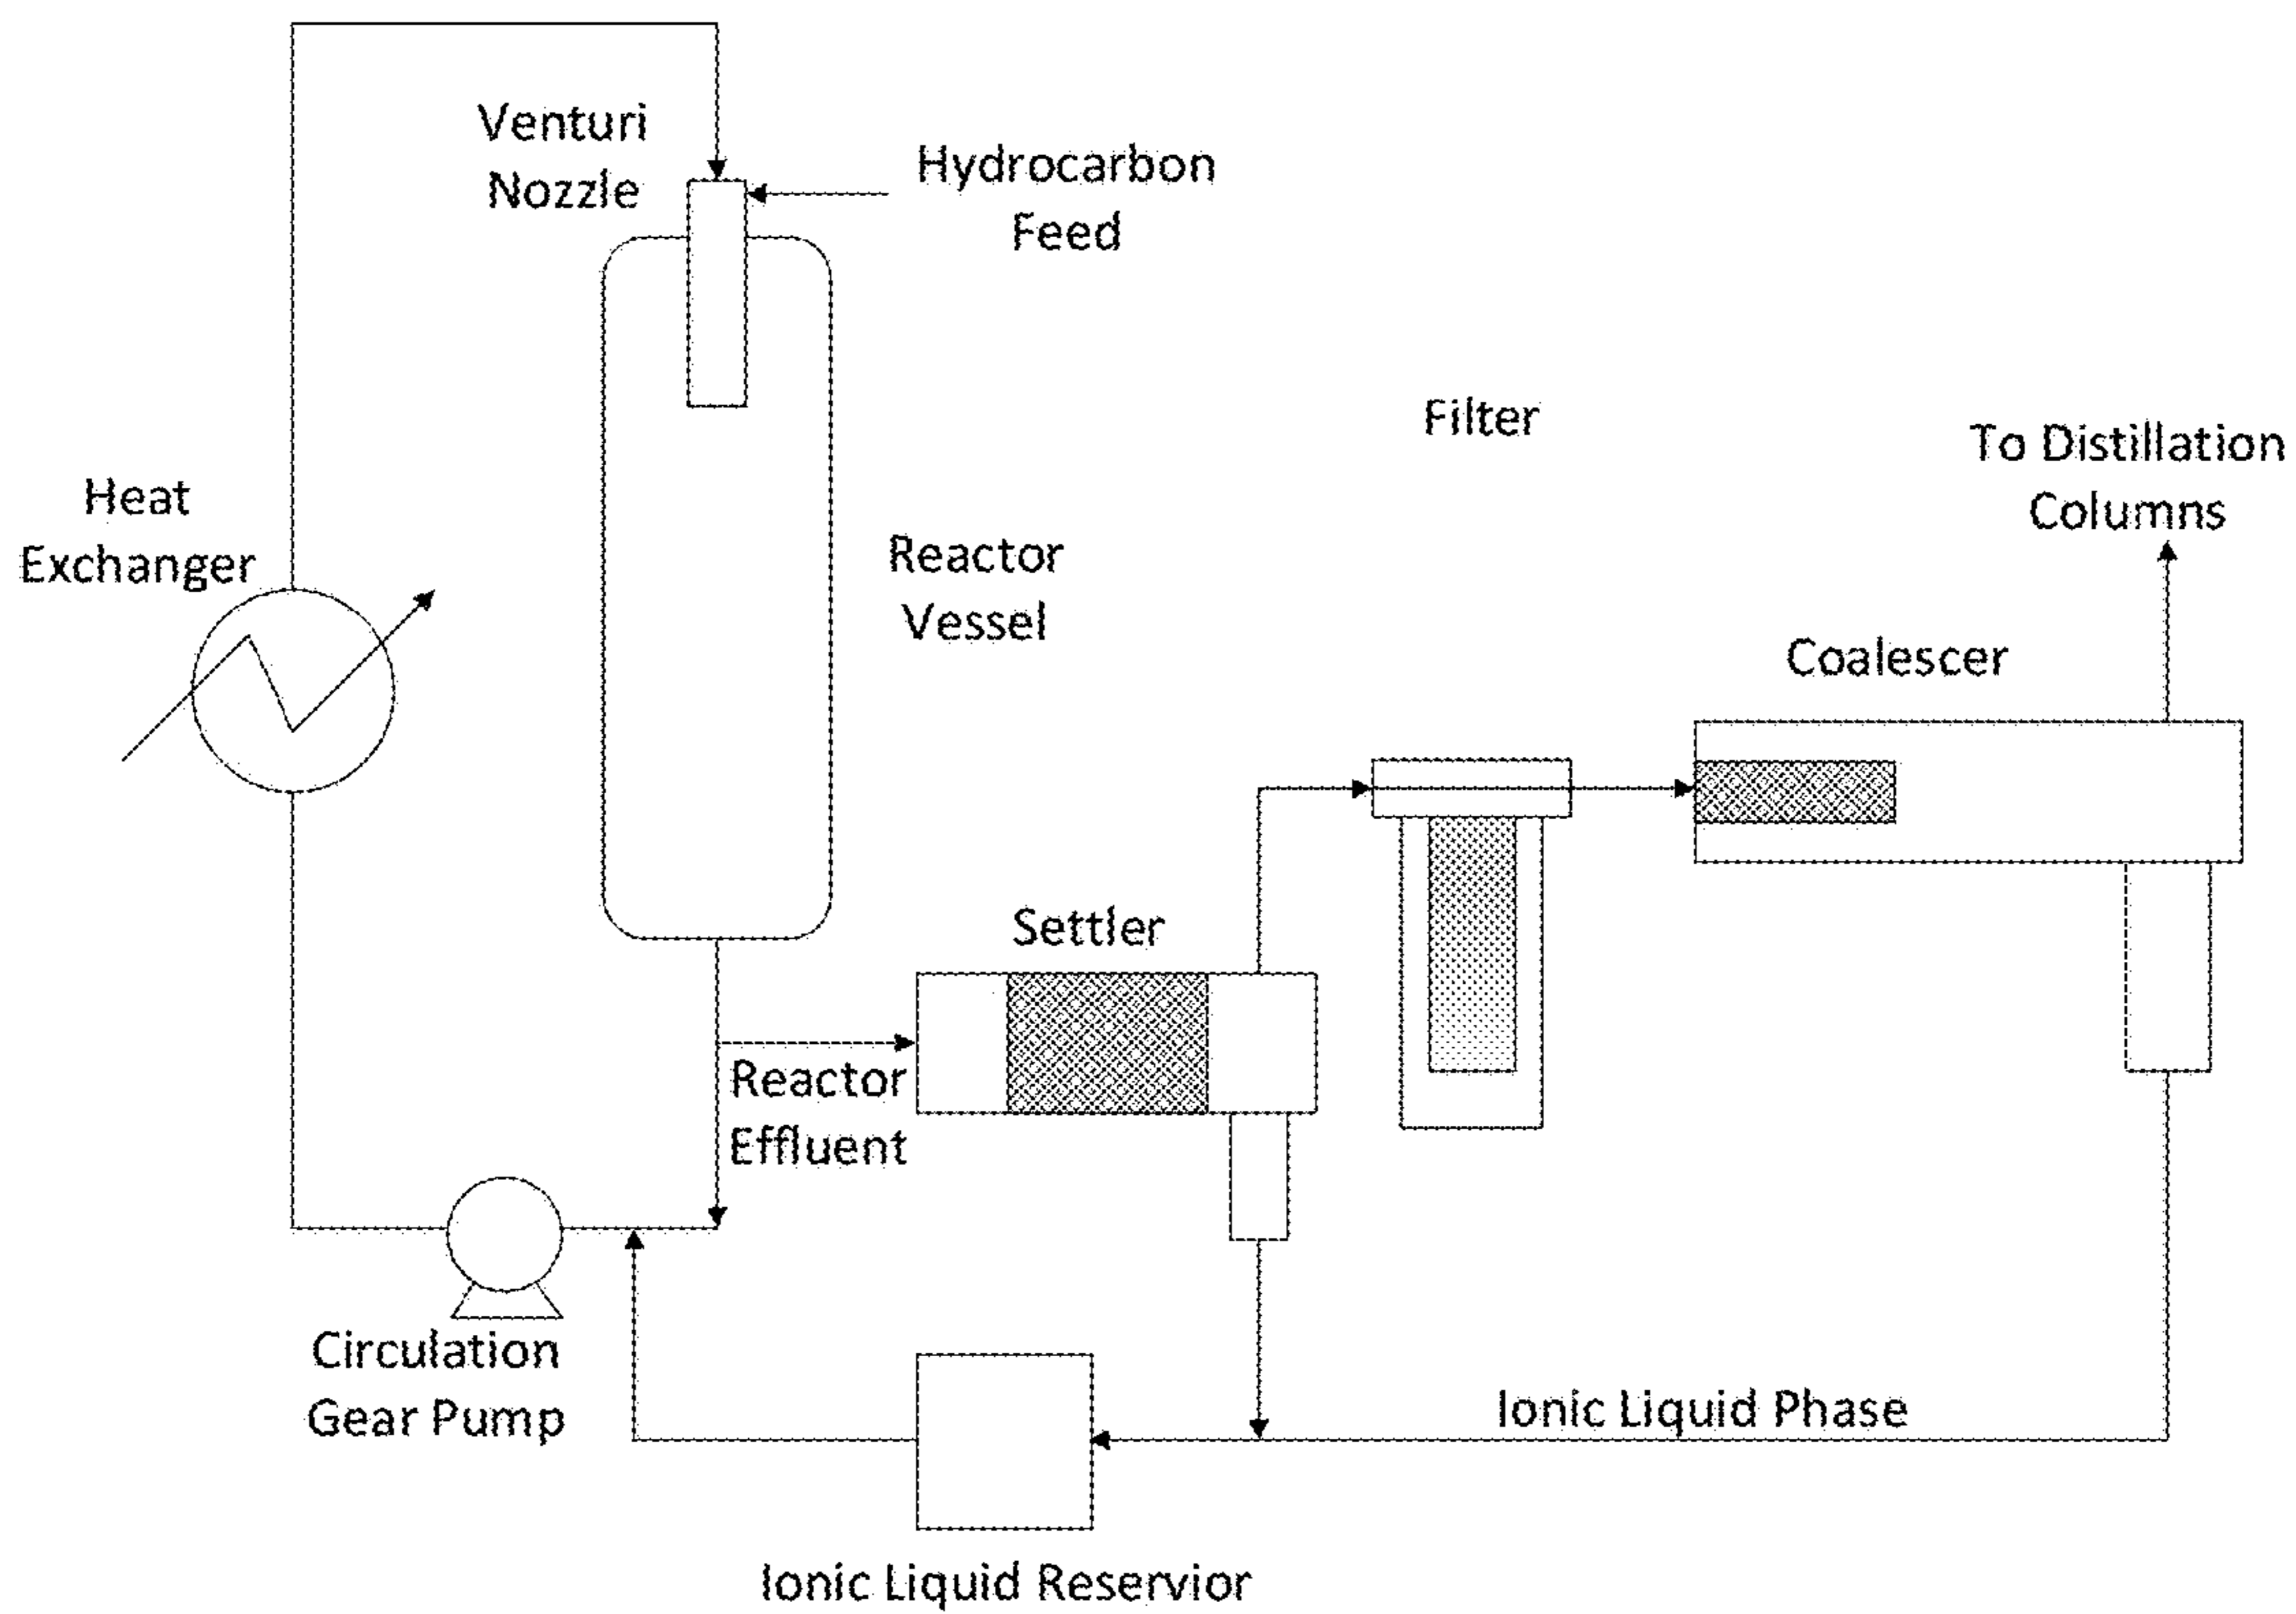 Venturi
Nozzle
Hydrocarbon
Feed
Filter
To Distillation
Columns
Heat
Exchanger
Reactor
Vessel
Coalescer
Settler
Reactor
Effluent
Circulation
Gear Pump
Ionic Liquid Phase
Ionic Liquid Reservior